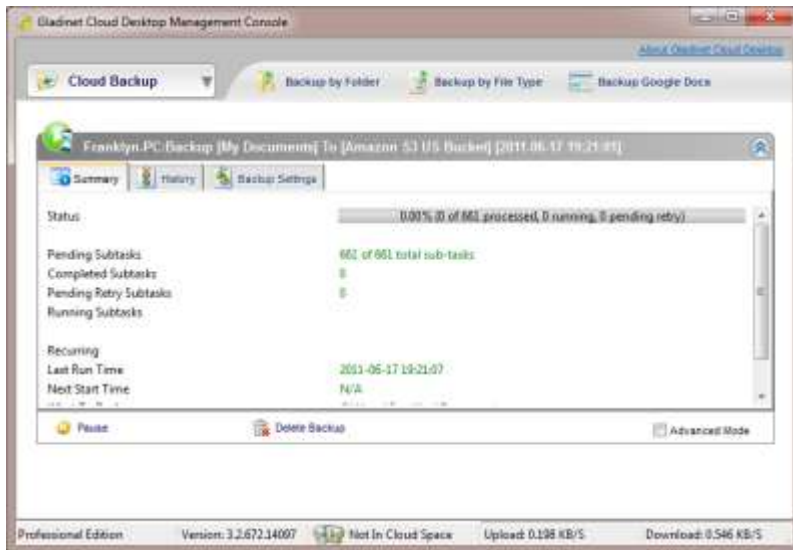 Gladinet Cloud Desktop Management Console
About Gladinet Cloud Desktop
Cloud Backup
Backup by Folder
Backup by File Type
Backup Google Docs
Franklyn-PC:Backup [My Documents] To [Amazon S3 US Bucket] [2011-06-17 19:21:01]
Summary
History
Backup Settings
Status
0.00% (0 of 661 processed, 0 running, 0 pending retry)
Pending Subtasks
661 of 661 total sub-tasks
Completed Subtasks
0
Pending Retry Subtasks
0
Running Subtasks
Recurring
Last Run Time
2011-06-17 19:21:07
Next Start Time
N/A
Pause
Delete Backup
Advanced Mode
Professional Edition
Version: 3.2.672.14097
Not In Cloud Space
Upload: 0.198 KB/S
Download: 0.546 KB/S